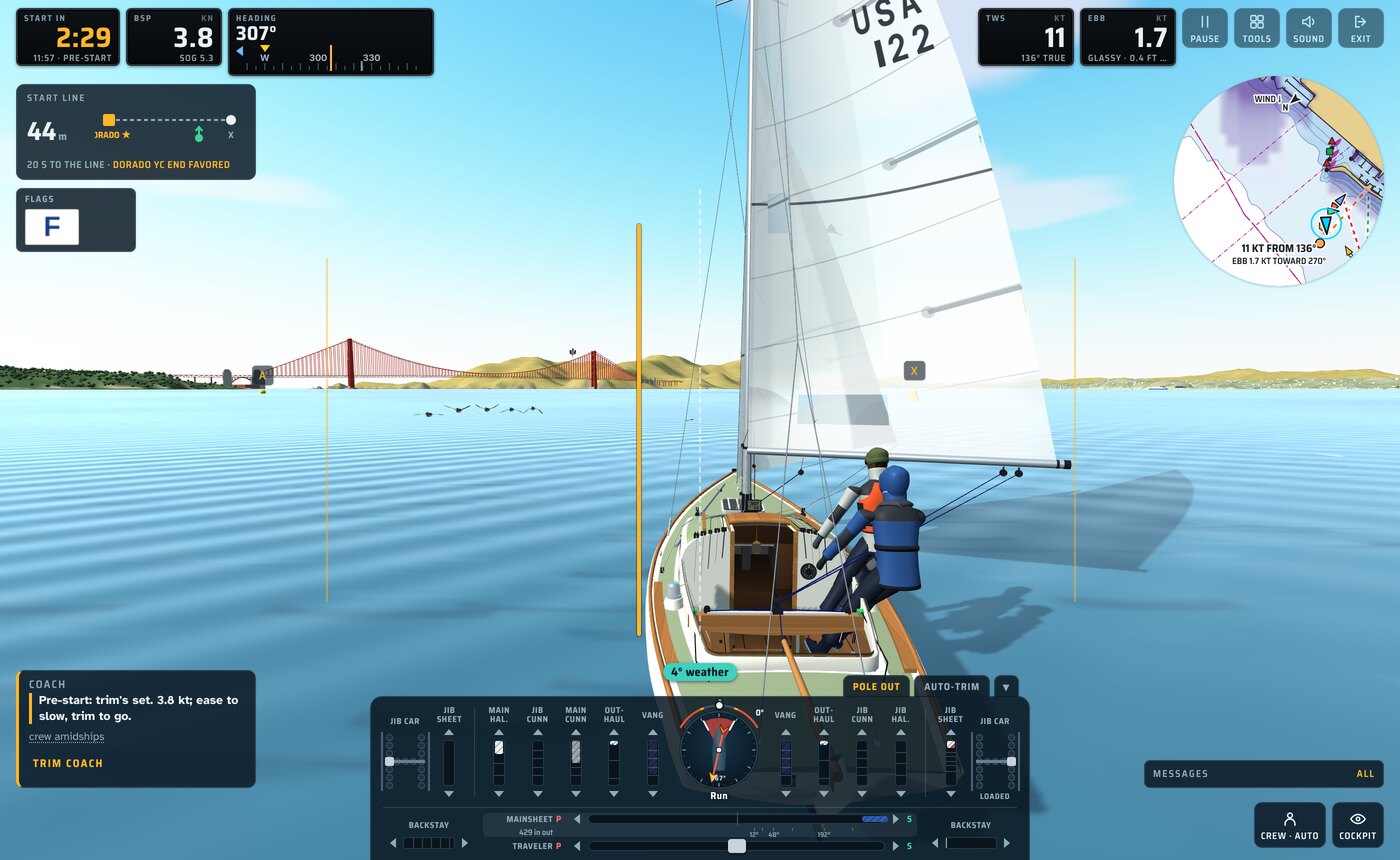 START IN
2:29
11:57 · PRE-START
BSP KN
3.8
SOG 5.3
HEADING
307°
W 300 330
TWS KT
11
136° TRUE
EBB KT
1.7
GLASSY · 0.4 FT ...
PAUSE
TOOLS
SOUND
EXIT
USA
122
START LINE
44 m
ORADO ★ X
20 S TO THE LINE · DORADO YC END FAVORED
FLAGS
F
WIND
N
11 KT FROM 136°
EBB 1.7 KT TOWARD 270°
A
X
COACH
Pre-start: trim's set. 3.8 kt; ease to
slow, trim to go.
crew amidships
TRIM COACH
4° weather
POLE OUT
AUTO-TRIM
JIB CAR
JIB SHEET
MAIN HAL.
JIB CUNN
MAIN CUNN
OUT-HAUL
VANG
0°
167°
Run
VANG
OUT-HAUL
JIB CUNN
JIB HAL.
JIB SHEET
JIB CAR
LOADED
BACKSTAY
MAINSHEET P S
429 in out
12° 48° 192°
TRAVELER P S
BACKSTAY
MESSAGES ALL
CREW · AUTO
COCKPIT